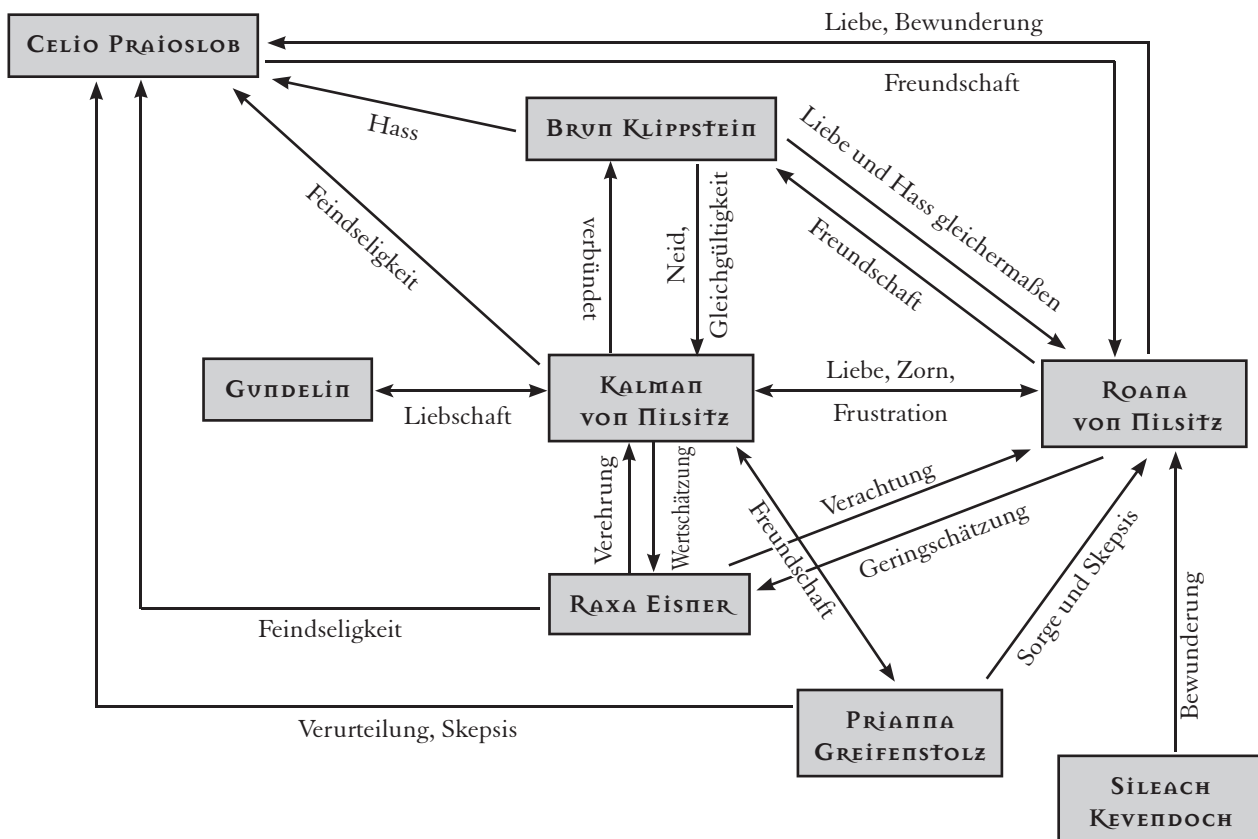 Liebe, Bewunderung
Celio Praioslob
Freundschaft
Hass
Brun Klippstein
Liebe und Hass gleichermaßen
Freundschaft
Feindseligkeit
verbündet
Neid,
Gleichgültigkeit
Gundelin
Liebschaft
Kalman
von Nilsitz
Liebe, Zorn,
Frustration
Roana
von Nilsitz
Verehrung
Wertschätzung
Freundschaft
Verachtung
Geringschätzung
Raxa Eisner
Feindseligkeit
Sorge und Skepsis
Bewunderung
Verurteilung, Skepsis
Prianna
Greifenstolz
Sileach
Kevendoch